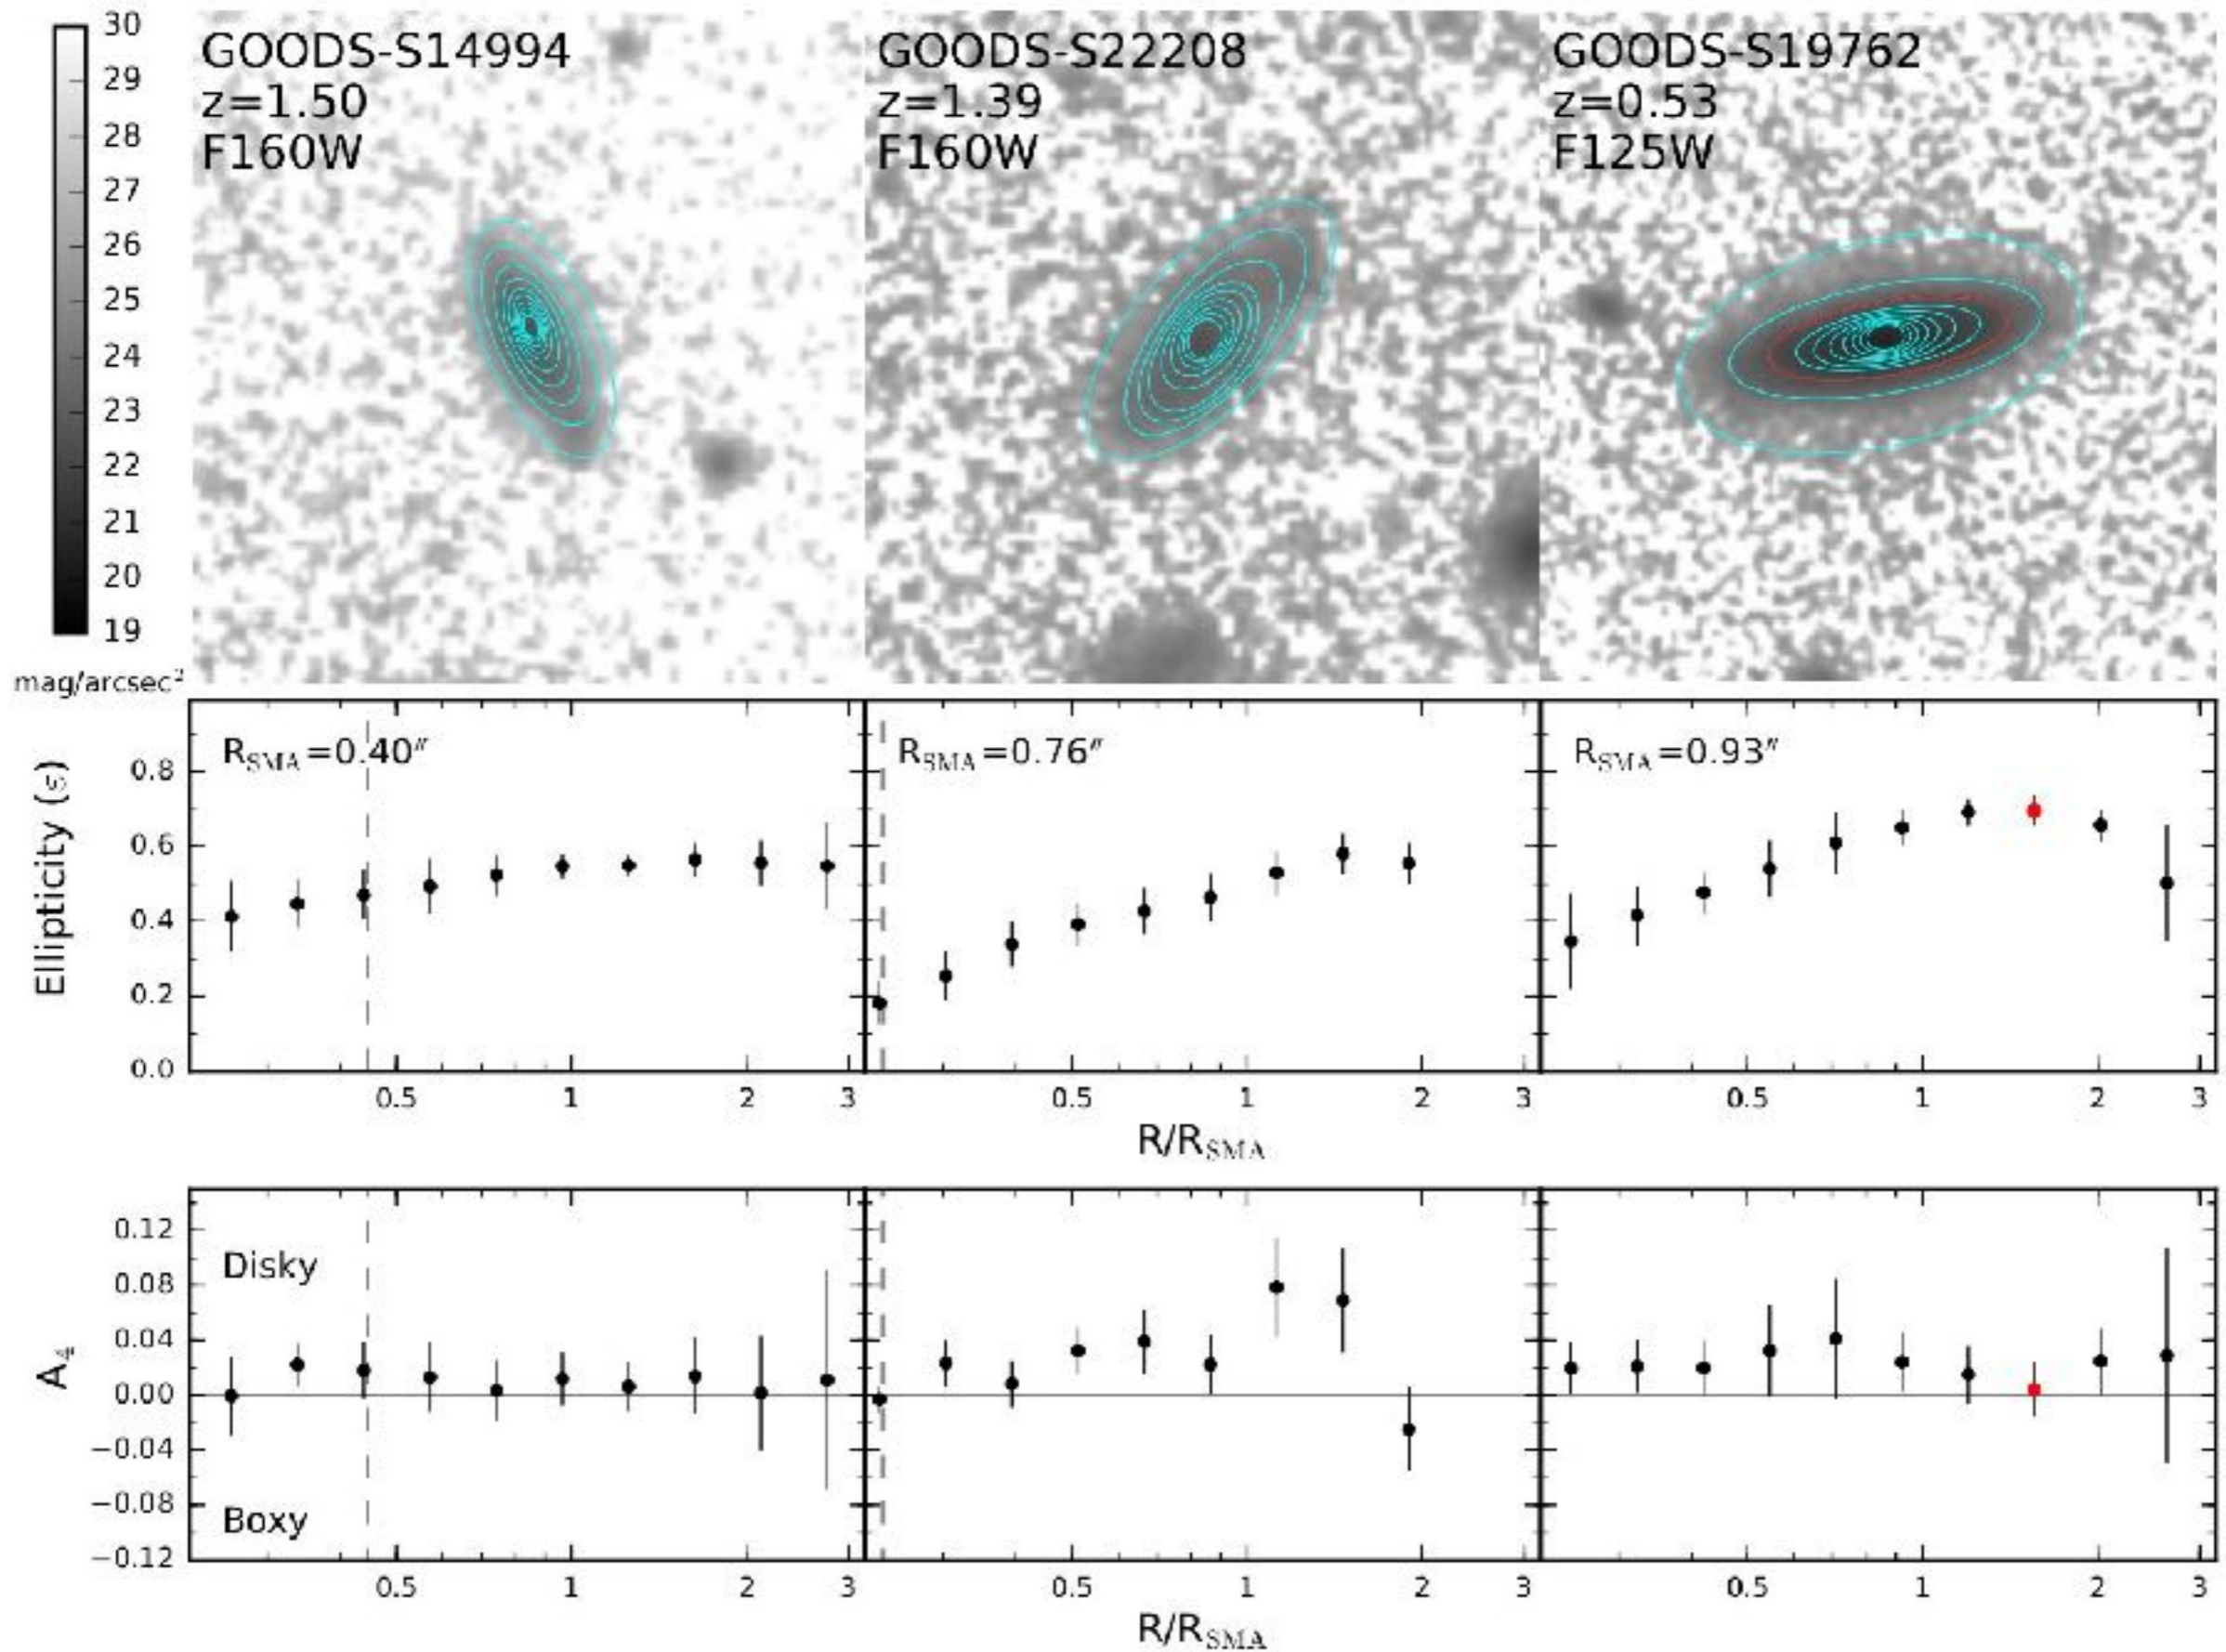 30
29
28
27
26
25
24
23
22
21
20
19
mag/arcsec²
GOODS-S14994
z=1.50
F160W
GOODS-S22208
z=1.39
F160W
GOODS-S19762
z=0.53
F125W
Ellipticity (ε)
0.8
0.6
0.4
0.2
0.0
R_SMA=0.40″
R_SMA=0.76″
R_SMA=0.93″
0.5 1 2 3 0.5 1 2 3 0.5 1 2 3
R/R_SMA
A₄
0.12
0.08
0.04
0.00
−0.04
−0.08
−0.12
Disky
Boxy
0.5 1 2 3 0.5 1 2 3 0.5 1 2 3
R/R_SMA